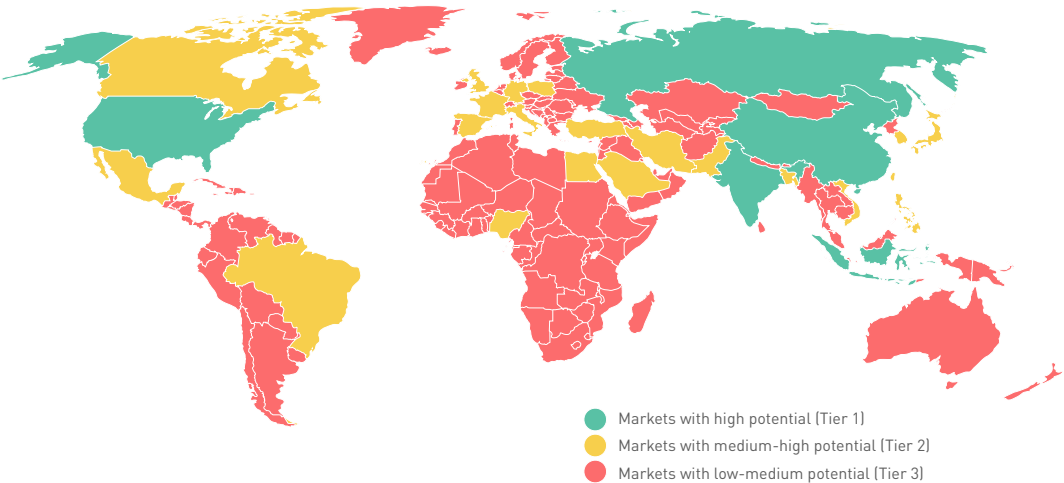 Markets with high potential (Tier 1)
Markets with medium-high potential (Tier 2)
Markets with low-medium potential (Tier 3)